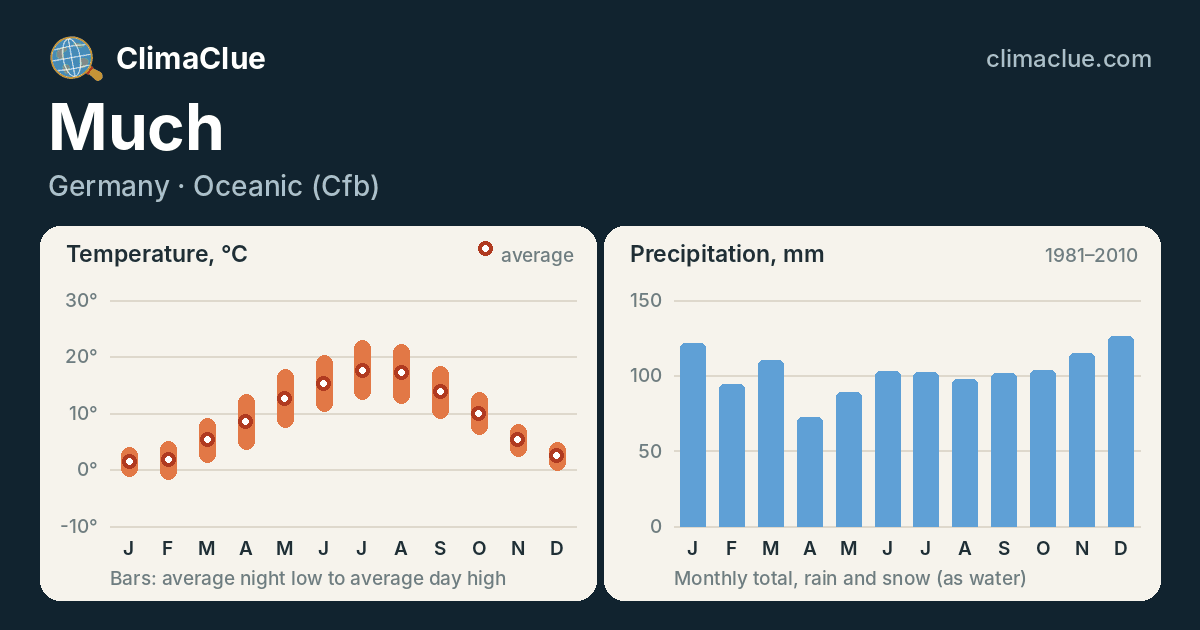 ClimaClue
climaclue.com
Much
Germany · Oceanic (Cfb)
Temperature, °C
average
30°
20°
10°
0°
-10°
J F M A M J J A S O N D
Bars: average night low to average day high
Precipitation, mm
1981–2010
150
100
50
0
J F M A M J J A S O N D
Monthly total, rain and snow (as water)